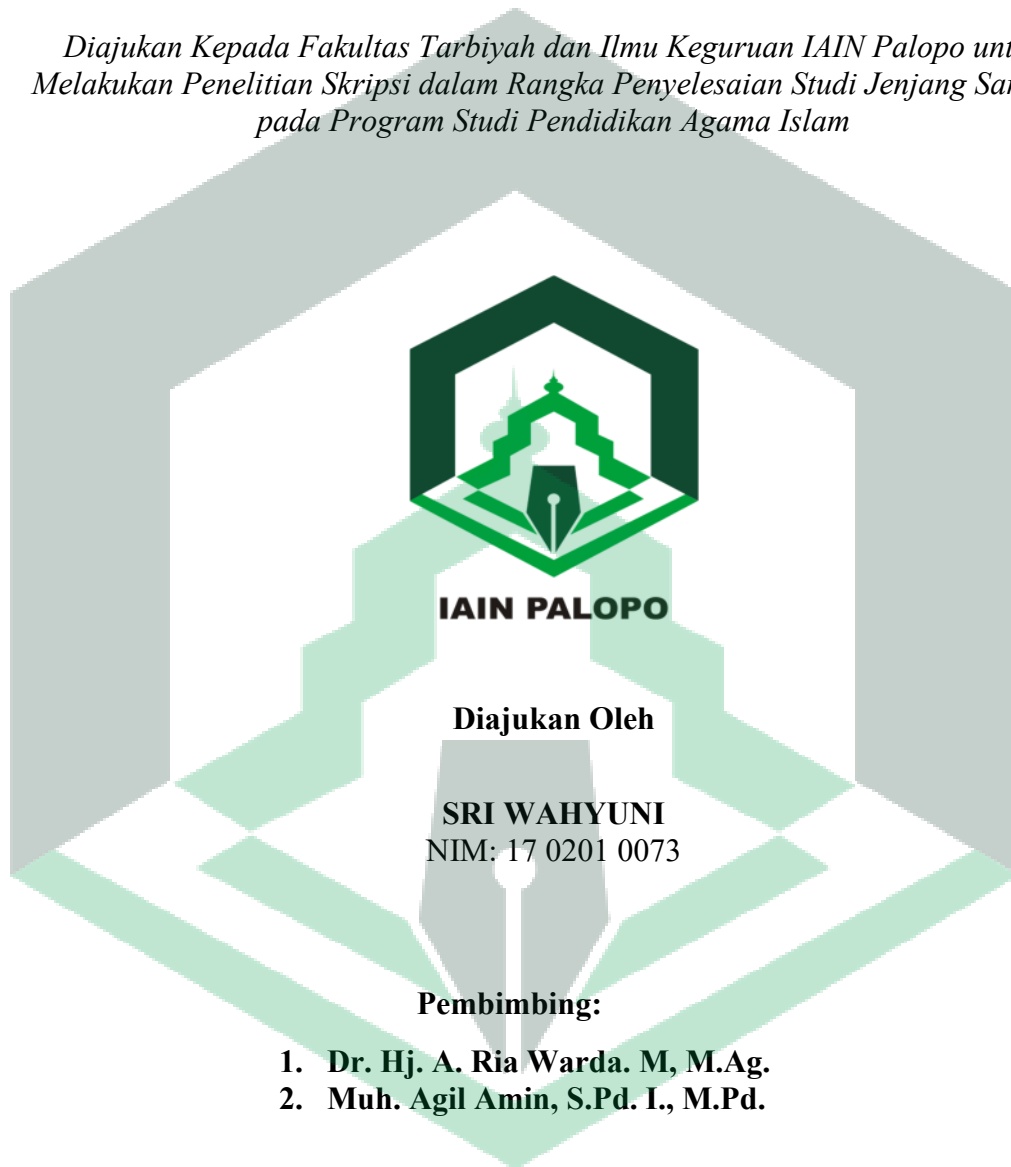 Diajukan Kepada Fakultas Tarbiyah dan Ilmu Keguruan IAIN Palopo unt
Melakukan Penelitian Skripsi dalam Rangka Penyelesaian Studi Jenjang Sar
pada Program Studi Pendidikan Agama Islam
IAIN PALOPO
Diajukan Oleh
SRI WAHYUNI
NIM: 17 0201 0073
Pembimbing:
1. Dr. Hj. A. Ria Warda. M, M.Ag.
2. Muh. Agil Amin, S.Pd. I., M.Pd.